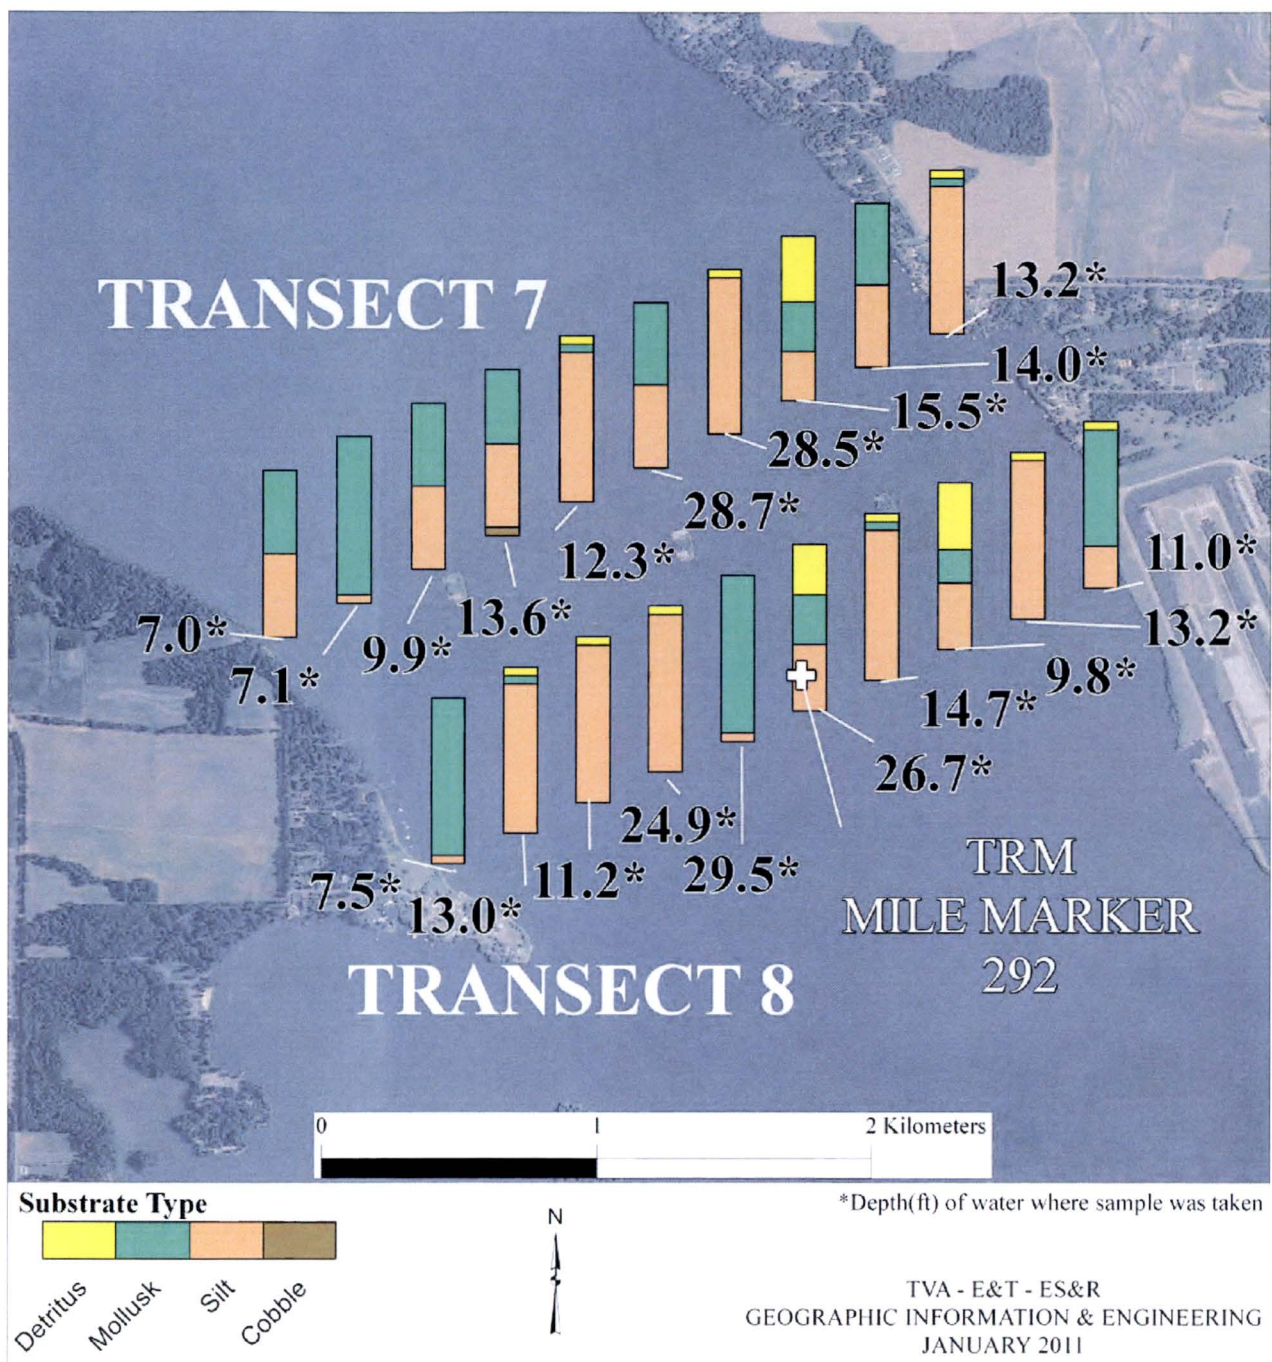 TRANSECT 7
13.2*
14.0*
15.5*
28.5*
28.7*
12.3*
13.6*
9.9*
7.1*
7.0*
11.0*
13.2*
9.8*
14.7*
26.7*
29.5*
24.9*
11.2*
13.0*
7.5*
TRM
MILE MARKER
292
TRANSECT 8
0 1 2 Kilometers
Substrate Type
Detritus
Mollusk
Silt
Cobble
N
*Depth(ft) of water where sample was taken
TVA - E&T - ES&R
GEOGRAPHIC INFORMATION & ENGINEERING
JANUARY 2011